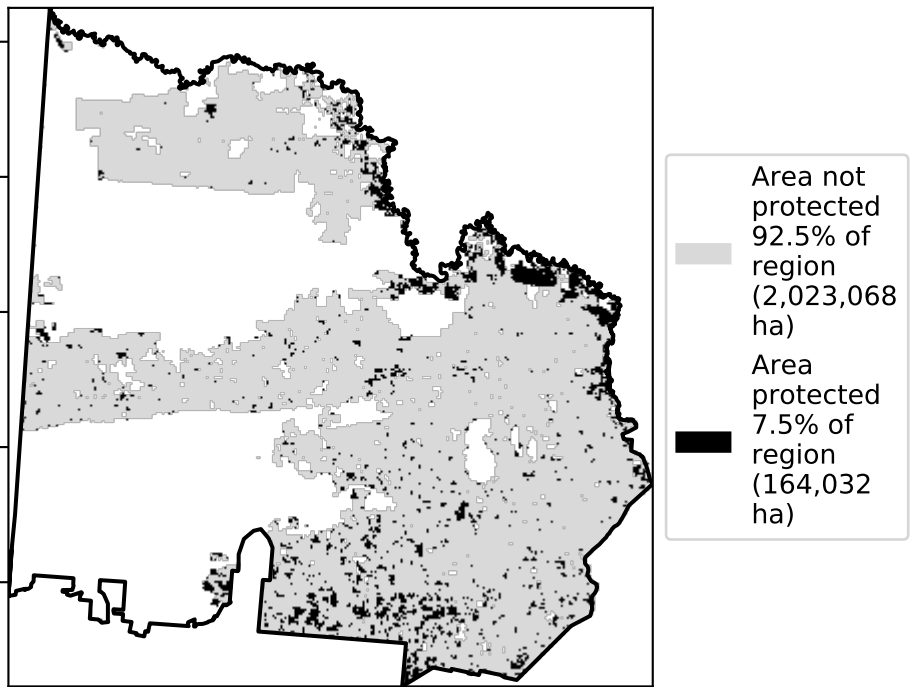 Area not
protected
92.5% of
region
(2,023,068
ha)
Area
protected
7.5% of
region
(164,032
ha)